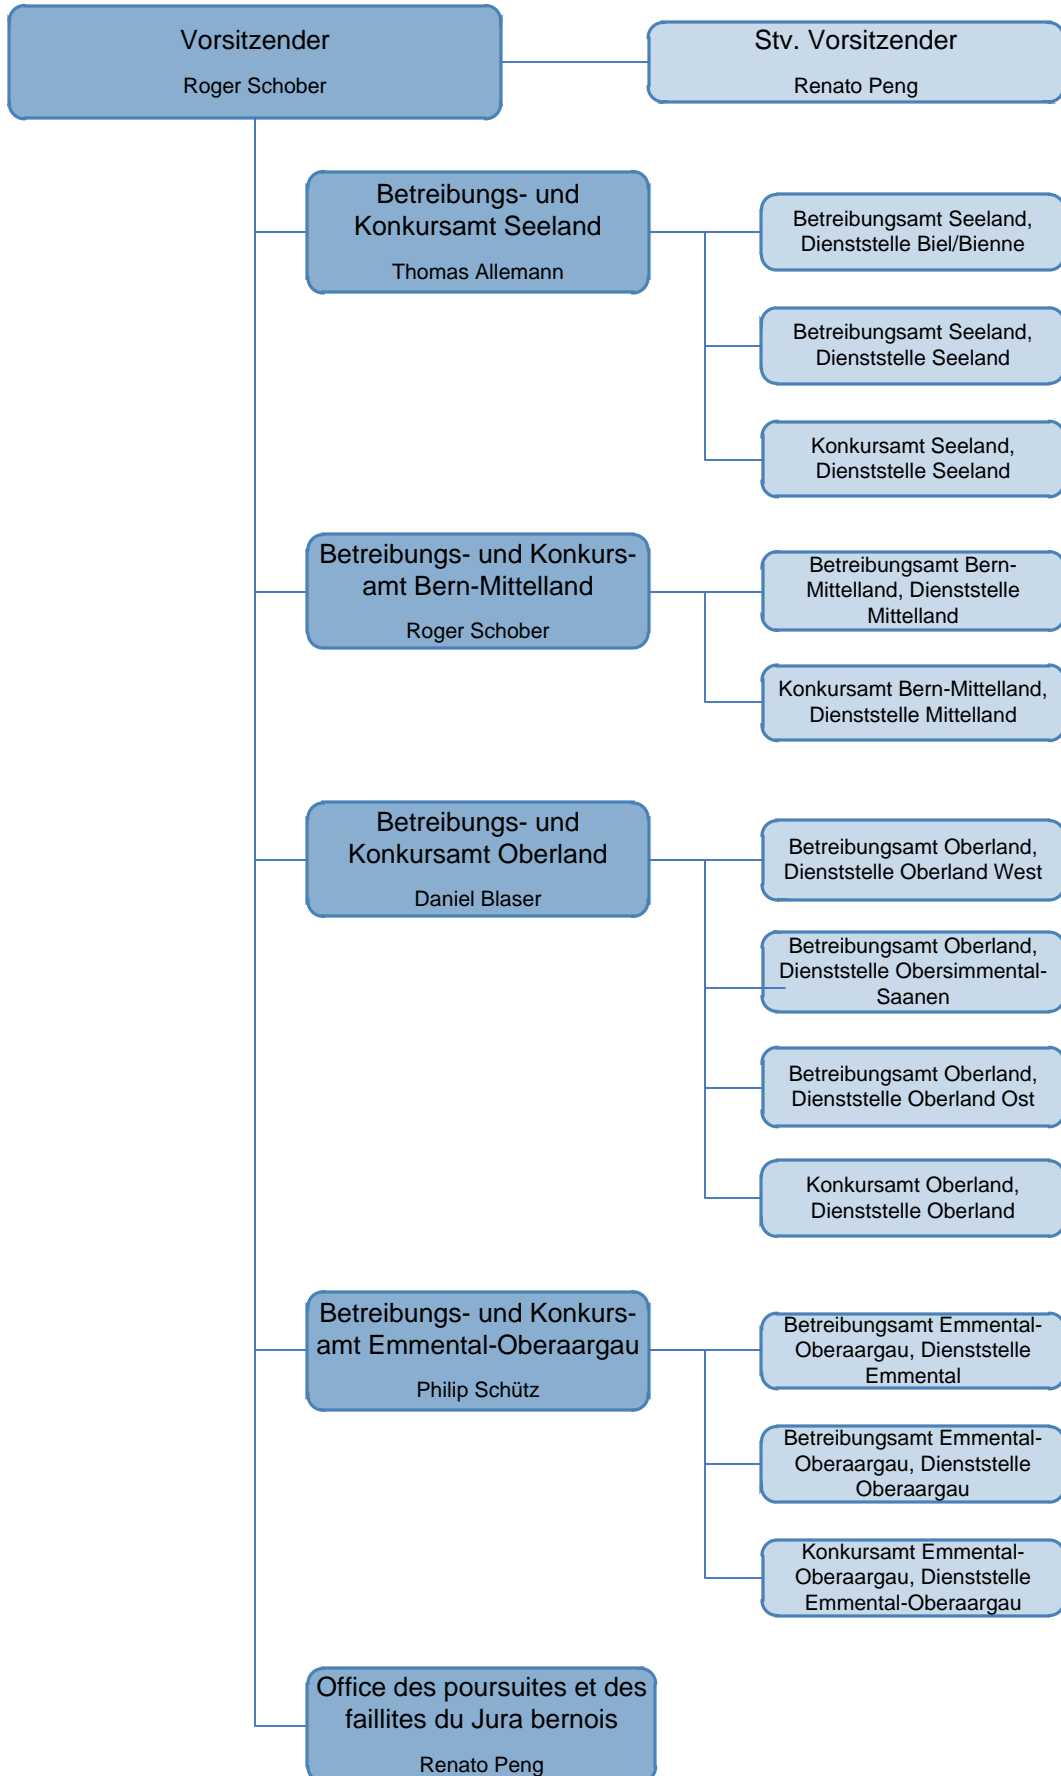 Vorsitzender
Roger Schober
Stv. Vorsitzender
Renato Peng
Betreibungs- und
Konkursamt Seeland
Thomas Allemann
Betreibungsamt Seeland,
Dienststelle Biel/Bienne
Betreibungsamt Seeland,
Dienststelle Seeland
Konkursamt Seeland,
Dienststelle Seeland
Betreibungs- und Konkurs-
amt Bern-Mittelland
Roger Schober
Betreibungsamt Bern-
Mittelland, Dienststelle
Mittelland
Konkursamt Bern-Mittelland,
Dienststelle Mittelland
Betreibungs- und
Konkursamt Oberland
Daniel Blaser
Betreibungsamt Oberland,
Dienststelle Oberland West
Betreibungsamt Oberland,
Dienststelle Obersimmental-
Saanen
Betreibungsamt Oberland,
Dienststelle Oberland Ost
Konkursamt Oberland,
Dienststelle Oberland
Betreibungs- und Konkurs-
amt Emmental-Oberaargau
Philip Schütz
Betreibungsamt Emmental-
Oberaargau, Dienststelle
Emmental
Betreibungsamt Emmental-
Oberaargau, Dienststelle
Oberaargau
Konkursamt Emmental-
Oberaargau, Dienststelle
Emmental-Oberaargau
Office des poursuites et des
faillites du Jura bernois
Renato Peng